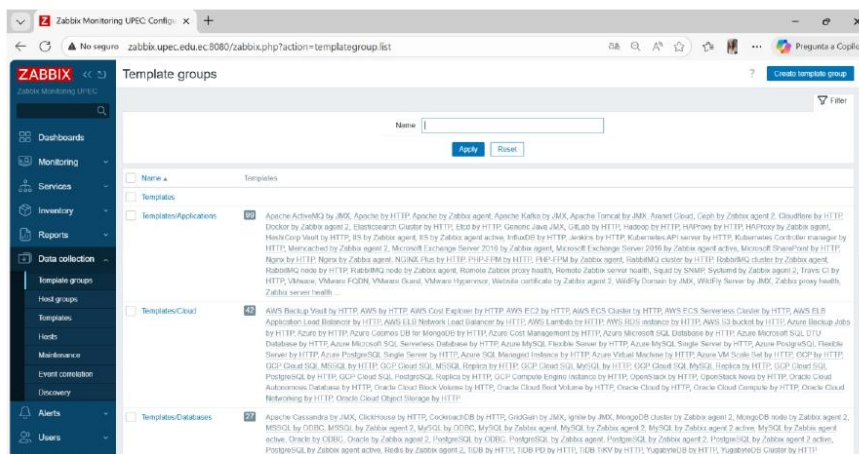 Zabbix Monitoring UPEC: Configu
No seguro
zabbix.upec.edu.ec:8080/zabbix.php?action=templategroup.list
Pregunta a Copilo
ZABBIX
Zabbix Monitoring UPEC
Template groups
?
Create template group
Filter
Name
Apply
Reset
Dashboards
Monitoring
Services
Inventory
Reports
Data collection
Template groups
Host groups
Templates
Hosts
Maintenance
Event correlation
Discovery
Alerts
Users
Name
Templates
Templates
Templates/Applications
99
Apache ActiveMQ by JMX, Apache by HTTP, Apache by Zabbix agent, Apache Kafka by JMX, Apache Tomcat by JMX, Aranet Cloud, Ceph by Zabbix agent 2, Cloudflare by HTTP,
Docker by Zabbix agent 2, Elasticsearch Cluster by HTTP, Etcd by HTTP, Generic Java JMX, GitLab by HTTP, Hadoop by HTTP, HAProxy by HTTP, HAProxy by Zabbix agent,
HashiCorp Vault by HTTP, IIS by Zabbix agent, IIS by Zabbix agent active, InfluxDB by HTTP, Jenkins by HTTP, Kubernetes API server by HTTP, Kubernetes Controller manager by
HTTP, Memcached by Zabbix agent 2, Microsoft Exchange Server 2016 by Zabbix agent, Microsoft Exchange Server 2016 by Zabbix agent active, Microsoft SharePoint by HTTP,
Nginx by HTTP, Nginx by Zabbix agent, NGINX Plus by HTTP, PHP-FPM by HTTP, PHP-FPM by Zabbix agent, RabbitMQ cluster by HTTP, RabbitMQ cluster by Zabbix agent,
RabbitMQ node by HTTP, RabbitMQ node by Zabbix agent, Remote Zabbix proxy health, Remote Zabbix server health, Squid by SNMP, Systemd by Zabbix agent 2, Travis CI by
HTTP, VMware, VMware FQDN, VMware Guest, VMware Hypervisor, Website certificate by Zabbix agent 2, WildFly Domain by JMX, WildFly Server by JMX, Zabbix proxy health,
Zabbix server health ...
Templates/Cloud
42
AWS Backup Vault by HTTP, AWS by HTTP, AWS Cost Explorer by HTTP, AWS EC2 by HTTP, AWS ECS Cluster by HTTP, AWS ECS Serverless Cluster by HTTP, AWS ELB
Application Load Balancer by HTTP, AWS ELB Network Load Balancer by HTTP, AWS Lambda by HTTP, AWS RDS instance by HTTP, AWS S3 bucket by HTTP, Azure Backup Jobs
by HTTP, Azure by HTTP, Azure Cosmos DB for MongoDB by HTTP, Azure Cost Management by HTTP, Azure Microsoft SQL Database by HTTP, Azure Microsoft SQL DTU
Database by HTTP, Azure Microsoft SQL Serverless Database by HTTP, Azure MySQL Flexible Server by HTTP, Azure MySQL Single Server by HTTP, Azure PostgreSQL Flexible
Server by HTTP, Azure PostgreSQL Single Server by HTTP, Azure SQL Managed Instance by HTTP, Azure Virtual Machine by HTTP, Azure VM Scale Set by HTTP, GCP by HTTP,
GCP Cloud SQL MSSQL by HTTP, GCP Cloud SQL MSSQL Replica by HTTP, GCP Cloud SQL MySQL by HTTP, GCP Cloud SQL MySQL Replica by HTTP, GCP Cloud SQL
PostgreSQL by HTTP, GCP Cloud SQL PostgreSQL Replica by HTTP, GCP Compute Engine Instance by HTTP, OpenStack by HTTP, OpenStack Nova by HTTP, Oracle Cloud
Autonomous Database by HTTP, Oracle Cloud Block Volume by HTTP, Oracle Cloud Boot Volume by HTTP, Oracle Cloud by HTTP, Oracle Cloud Compute by HTTP, Oracle Cloud
Networking by HTTP, Oracle Cloud Object Storage by HTTP
Templates/Databases
27
Apache Cassandra by JMX, ClickHouse by HTTP, CockroachDB by HTTP, GridGain by JMX, Ignite by JMX, MongoDB cluster by Zabbix agent 2, MongoDB node by Zabbix agent 2,
MSSQL by ODBC, MSSQL by Zabbix agent 2, MySQL by ODBC, MySQL by Zabbix agent, MySQL by Zabbix agent 2, MySQL by Zabbix agent 2 active, MySQL by Zabbix agent
active, Oracle by ODBC, Oracle by Zabbix agent 2, PostgreSQL by ODBC, PostgreSQL by Zabbix agent, PostgreSQL by Zabbix agent 2, PostgreSQL by Zabbix agent 2 active,
PostgreSQL by Zabbix agent active, Redis by Zabbix agent 2, TiDB by HTTP, TiDB PD by HTTP, TiDB TiKV by HTTP, YugabyteDB by HTTP, YugabyteDB Cluster by HTTP